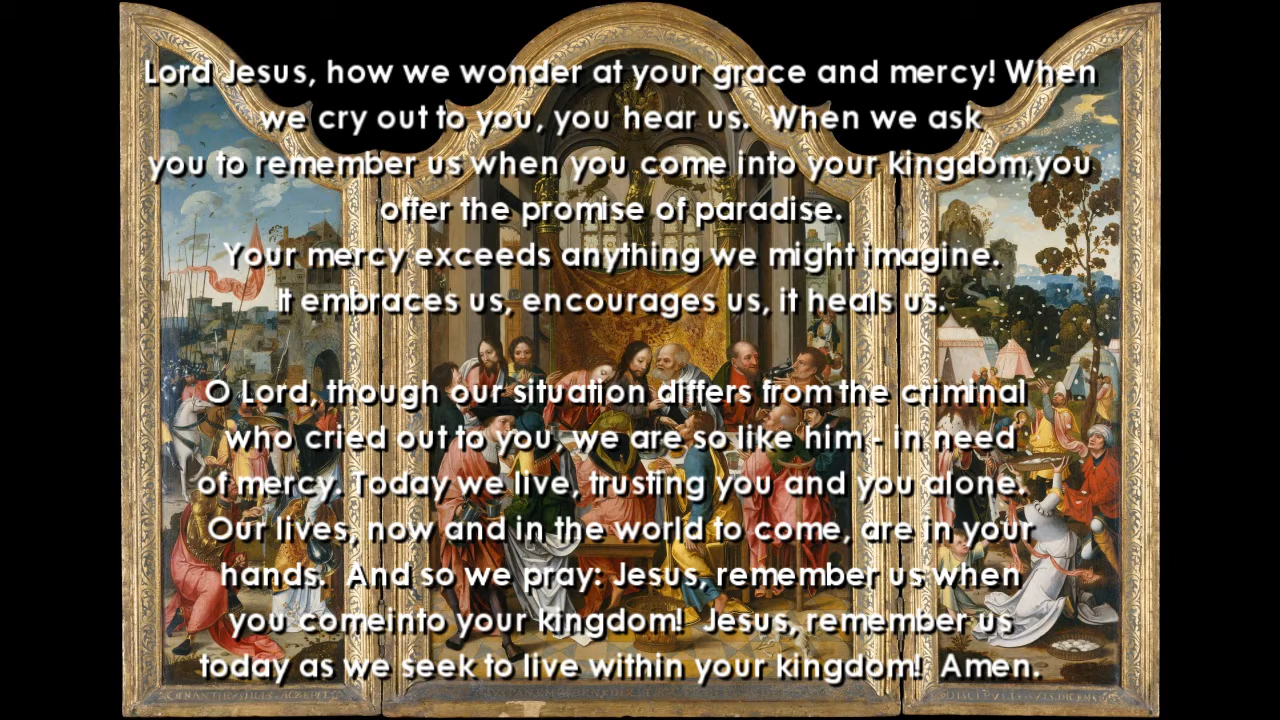 Lord Jesus, how we wonder at your grace and mercy! When
we cry out to you, you hear us. When we ask
you to remember us when you come into your kingdom,you
offer the promise of paradise.
Your mercy exceeds anything we might imagine.
It embraces us, encourages us, it heals us.
O Lord, though our situation differs from the criminal
who cried out to you, we are so like him - in need
of mercy. Today we live, trusting you and you alone.
Our lives, now and in the world to come, are in your
hands. And so we pray: Jesus, remember us when
you comeinto your kingdom! Jesus, remember us
today as we seek to live within your kingdom! Amen.